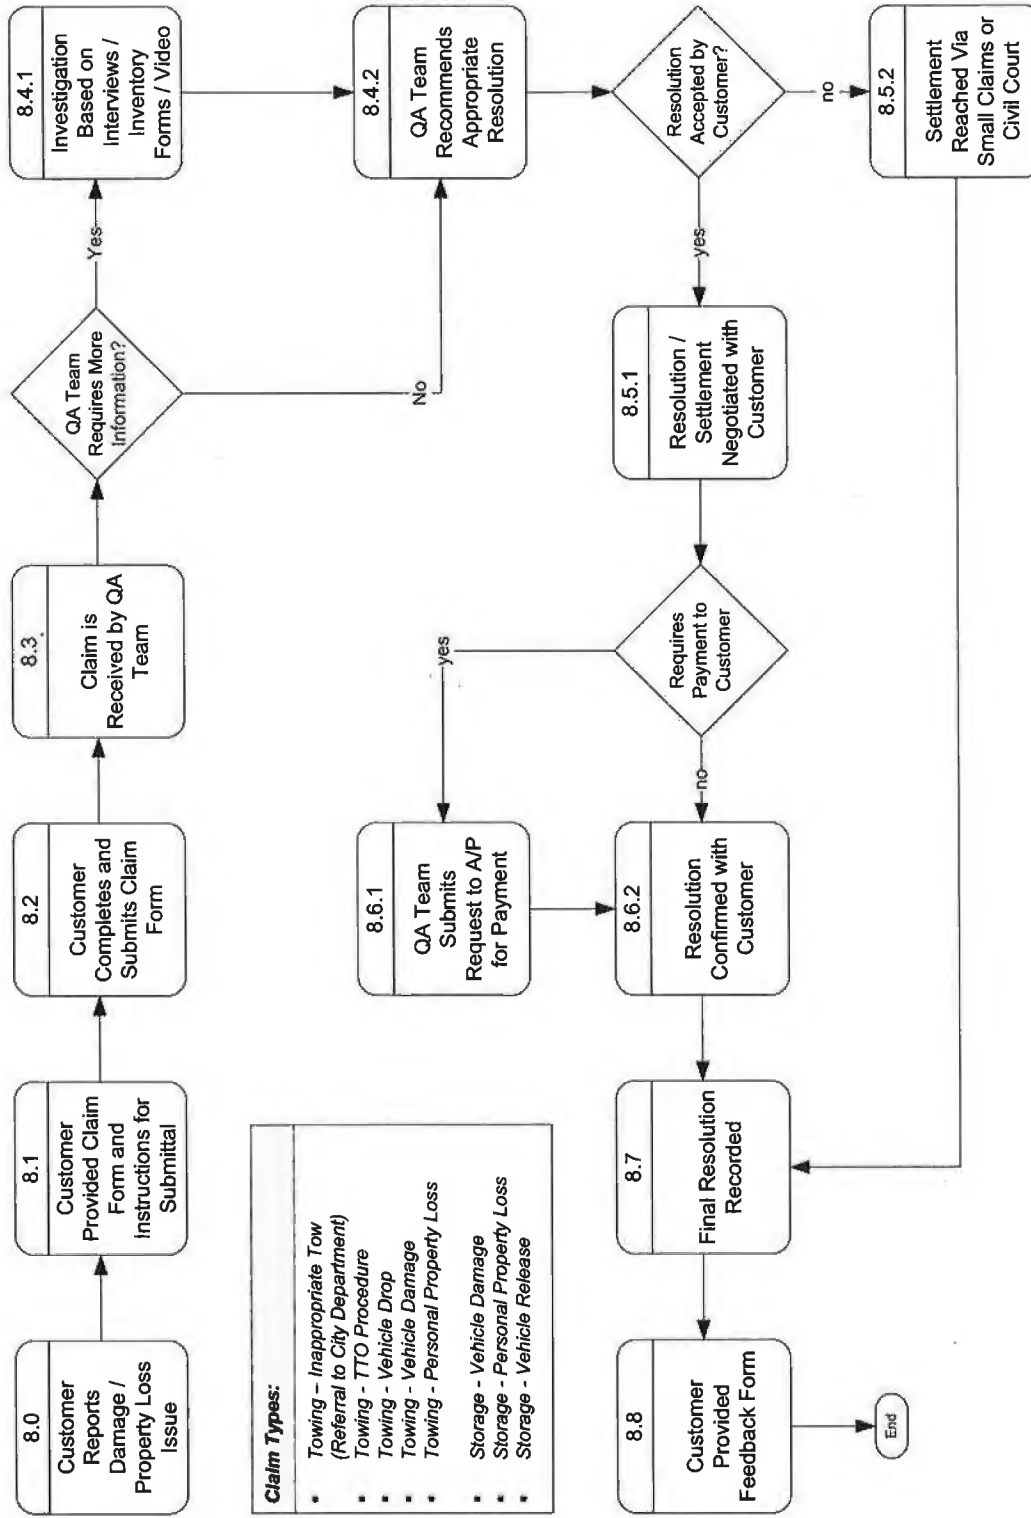 8.0
Customer
Reports
Damage /
Property Loss
Issue
8.1
Customer
Provided Claim
Form and
Instructions for
Submittal
8.2
Customer
Completes and
Submits Claim
Form
8.3
Claim is
Received by QA
Team
QA Team
Requires More
Information?
Yes
No
8.4.1
Investigation
Based on
Interviews /
Inventory
Forms / Video
8.4.2
QA Team
Recommends
Appropriate
Resolution
Resolution
Accepted by
Customer?
yes
no
8.5.2
Settlement
Reached Via
Small Claims or
Civil Court
8.5.1
Resolution /
Settlement
Negotiated with
Customer
Requires
Payment to
Customer
yes
no
8.6.1
QA Team
Submits
Request to A/P
for Payment
8.6.2
Resolution
Confirmed with
Customer
8.7
Final Resolution
Recorded
8.8
Customer
Provided
Feedback Form
End
Claim Types:
• Towing – Inappropriate Tow
(Referral to City Department)
• Towing - TTO Procedure
• Towing - Vehicle Drop
• Towing - Vehicle Damage
• Towing - Personal Property Loss
• Storage - Vehicle Damage
• Storage - Personal Property Loss
• Storage - Vehicle Release